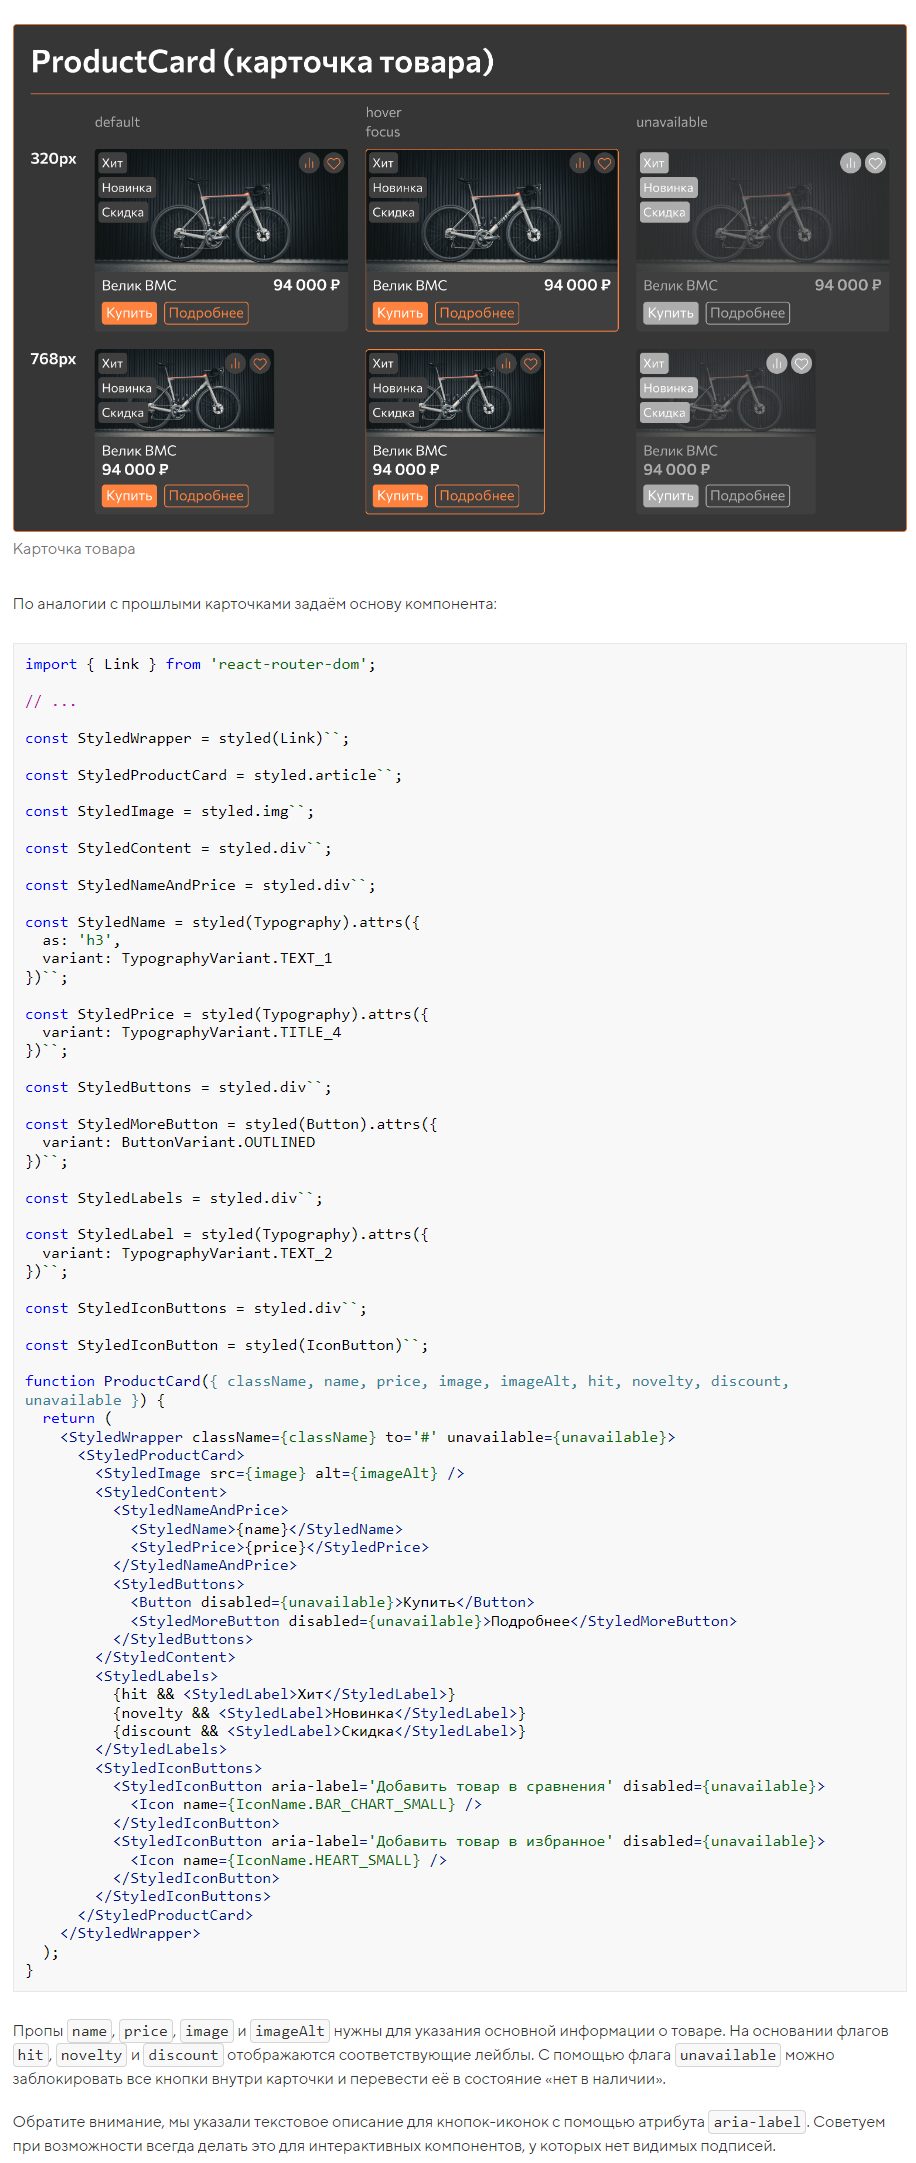 ProductCard (карточка товара)
default
hover
focus
unavailable
320px
Хит
Новинка
Скидка
Велик BMC 94 000 ₽
Купить Подробнее
Хит
Новинка
Скидка
Велик BMC 94 000 ₽
Купить Подробнее
Хит
Новинка
Скидка
Велик BMC 94 000 ₽
Купить Подробнее
768px
Хит
Новинка
Скидка
Велик BMC
94 000 ₽
Купить Подробнее
Хит
Новинка
Скидка
Велик BMC
94 000 ₽
Купить Подробнее
Хит
Новинка
Скидка
Велик BMC
94 000 ₽
Купить Подробнее
Карточка товара
По аналогии с прошлыми карточками задаём основу компонента:
import { Link } from 'react-router-dom';
// ...
const StyledWrapper = styled(Link)``;
const StyledProductCard = styled.article``;
const StyledImage = styled.img``;
const StyledContent = styled.div``;
const StyledNameAndPrice = styled.div``;
const StyledName = styled(Typography).attrs({
  as: 'h3',
  variant: TypographyVariant.TEXT_1
})``;
const StyledPrice = styled(Typography).attrs({
  variant: TypographyVariant.TITLE_4
})``;
const StyledButtons = styled.div``;
const StyledMoreButton = styled(Button).attrs({
  variant: ButtonVariant.OUTLINED
})``;
const StyledLabels = styled.div``;
const StyledLabel = styled(Typography).attrs({
  variant: TypographyVariant.TEXT_2
})``;
const StyledIconButtons = styled.div``;
const StyledIconButton = styled(IconButton)``;
function ProductCard({ className, name, price, image, imageAlt, hit, novelty, discount,
unavailable }) {
  return (
    <StyledWrapper className={className} to='#' unavailable={unavailable}>
      <StyledProductCard>
        <StyledImage src={image} alt={imageAlt} />
        <StyledContent>
          <StyledNameAndPrice>
            <StyledName>{name}</StyledName>
            <StyledPrice>{price}</StyledPrice>
          </StyledNameAndPrice>
          <StyledButtons>
            <Button disabled={unavailable}>Купить</Button>
            <StyledMoreButton disabled={unavailable}>Подробнее</StyledMoreButton>
          </StyledButtons>
        </StyledContent>
        <StyledLabels>
          {hit && <StyledLabel>Хит</StyledLabel>}
          {novelty && <StyledLabel>Новинка</StyledLabel>}
          {discount && <StyledLabel>Скидка</StyledLabel>}
        </StyledLabels>
        <StyledIconButtons>
          <StyledIconButton aria-label='Добавить товар в сравнения' disabled={unavailable}>
            <Icon name={IconName.BAR_CHART_SMALL} />
          </StyledIconButton>
          <StyledIconButton aria-label='Добавить товар в избранное' disabled={unavailable}>
            <Icon name={IconName.HEART_SMALL} />
          </StyledIconButton>
        </StyledIconButtons>
      </StyledProductCard>
    </StyledWrapper>
  );
}
Пропы name, price, image и imageAlt нужны для указания основной информации о товаре. На основании флагов
hit, novelty и discount отображаются соответствующие лейблы. С помощью флага unavailable можно
заблокировать все кнопки внутри карточки и перевести её в состояние «нет в наличии».
Обратите внимание, мы указали текстовое описание для кнопок-иконок с помощью атрибута aria-label. Советуем
при возможности всегда делать это для интерактивных компонентов, у которых нет видимых подписей.